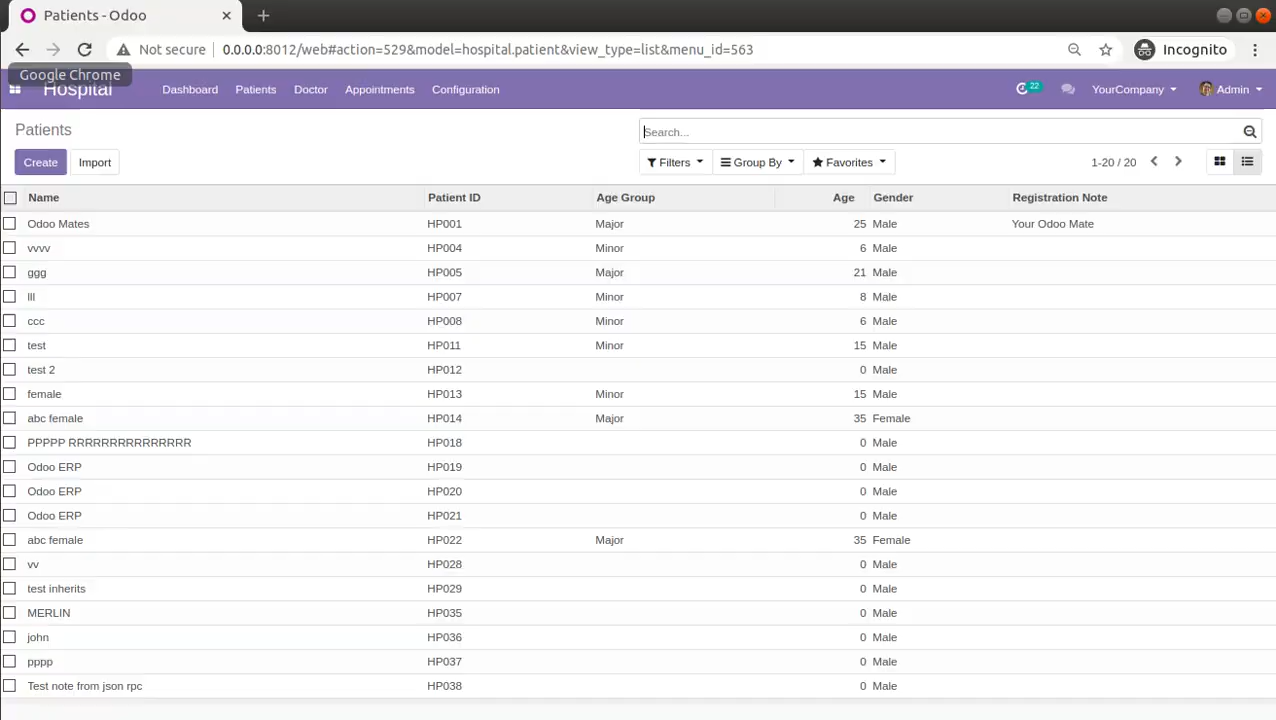 Patients - Odoo
Not secure 0.0.0.0:8012/web#action=529&model=hospital.patient&view_type=list&menu_id=563 Incognito
Google Chrome
Hospital Dashboard Patients Doctor Appointments Configuration 22 YourCompany Admin
Patients Search...
Create Import Filters Group By Favorites 1-20 / 20
Name Patient ID Age Group Age Gender Registration Note
Odoo Mates HP001 Major 25 Male Your Odoo Mate
vvvv HP004 Minor 6 Male
ggg HP005 Major 21 Male
lll HP007 Minor 8 Male
ccc HP008 Minor 6 Male
test HP011 Minor 15 Male
test 2 HP012 0 Male
female HP013 Minor 15 Male
abc female HP014 Major 35 Female
PPPPP RRRRRRRRRRRRRRR HP018 0 Male
Odoo ERP HP019 0 Male
Odoo ERP HP020 0 Male
Odoo ERP HP021 0 Male
abc female HP022 Major 35 Female
vv HP028 0 Male
test inherits HP029 0 Male
MERLIN HP035 0 Male
john HP036 0 Male
pppp HP037 0 Male
Test note from json rpc HP038 0 Male